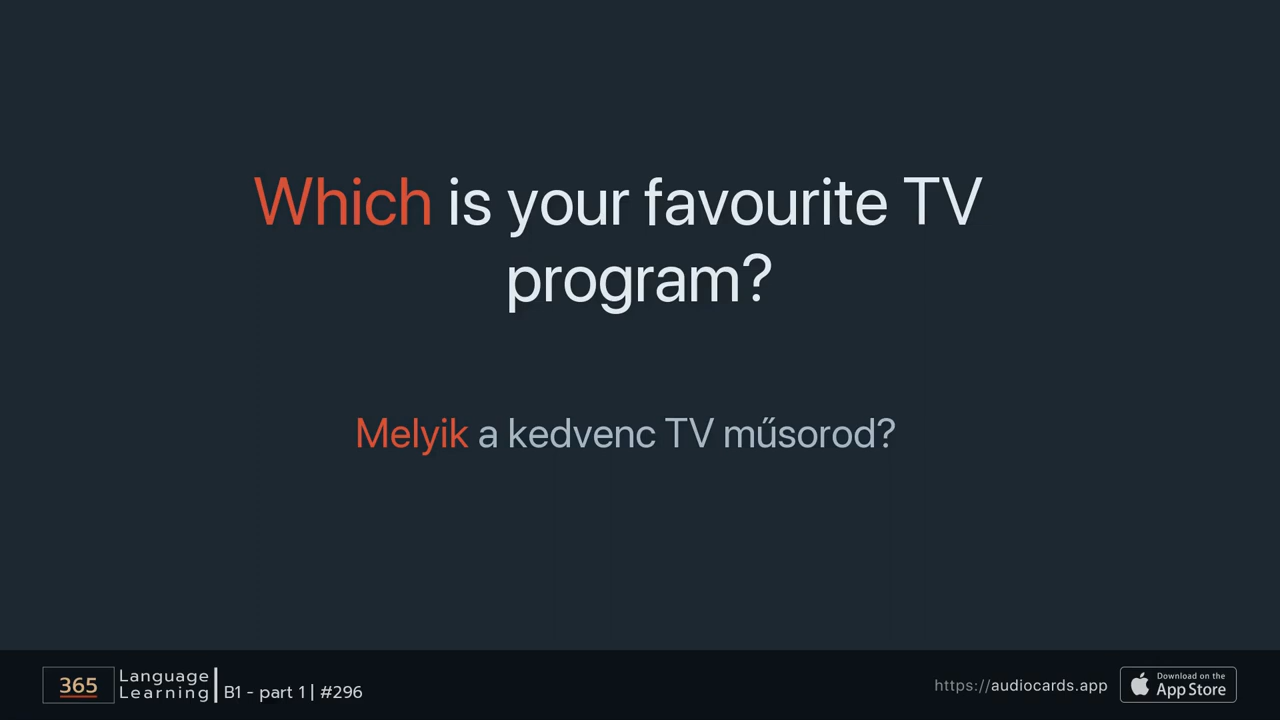 Which is your favourite TV
program?
Melyik a kedvenc TV műsorod?
365
Language
Learning
B1 - part 1 | #296
https://audiocards.app
Download on the
App Store